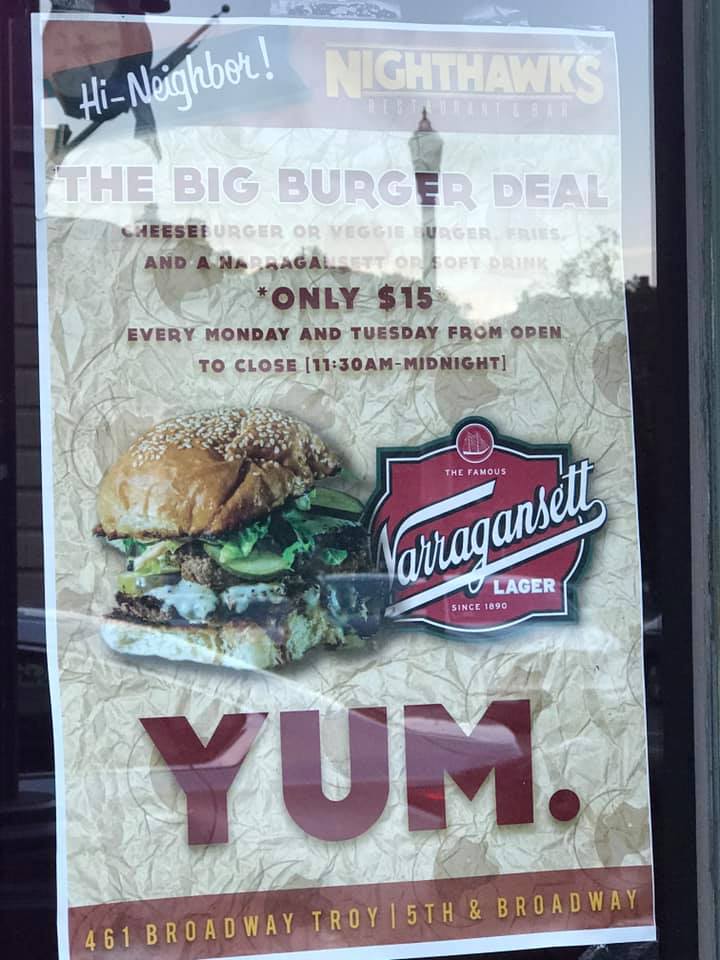 Hi-Neighbor!
NIGHTHAWKS
RESTAURANT & BAR
THE BIG BURGER DEAL
CHEESEBURGER OR VEGGIE BURGER, FRIES,
AND A NARRAGANSETT OR SOFT DRINK
*ONLY $15*
EVERY MONDAY AND TUESDAY FROM OPEN
TO CLOSE [11:30AM-MIDNIGHT]
THE FAMOUS
Narragansett
LAGER
SINCE 1890
YUM.
461 BROADWAY TROY | 5TH & BROADWAY